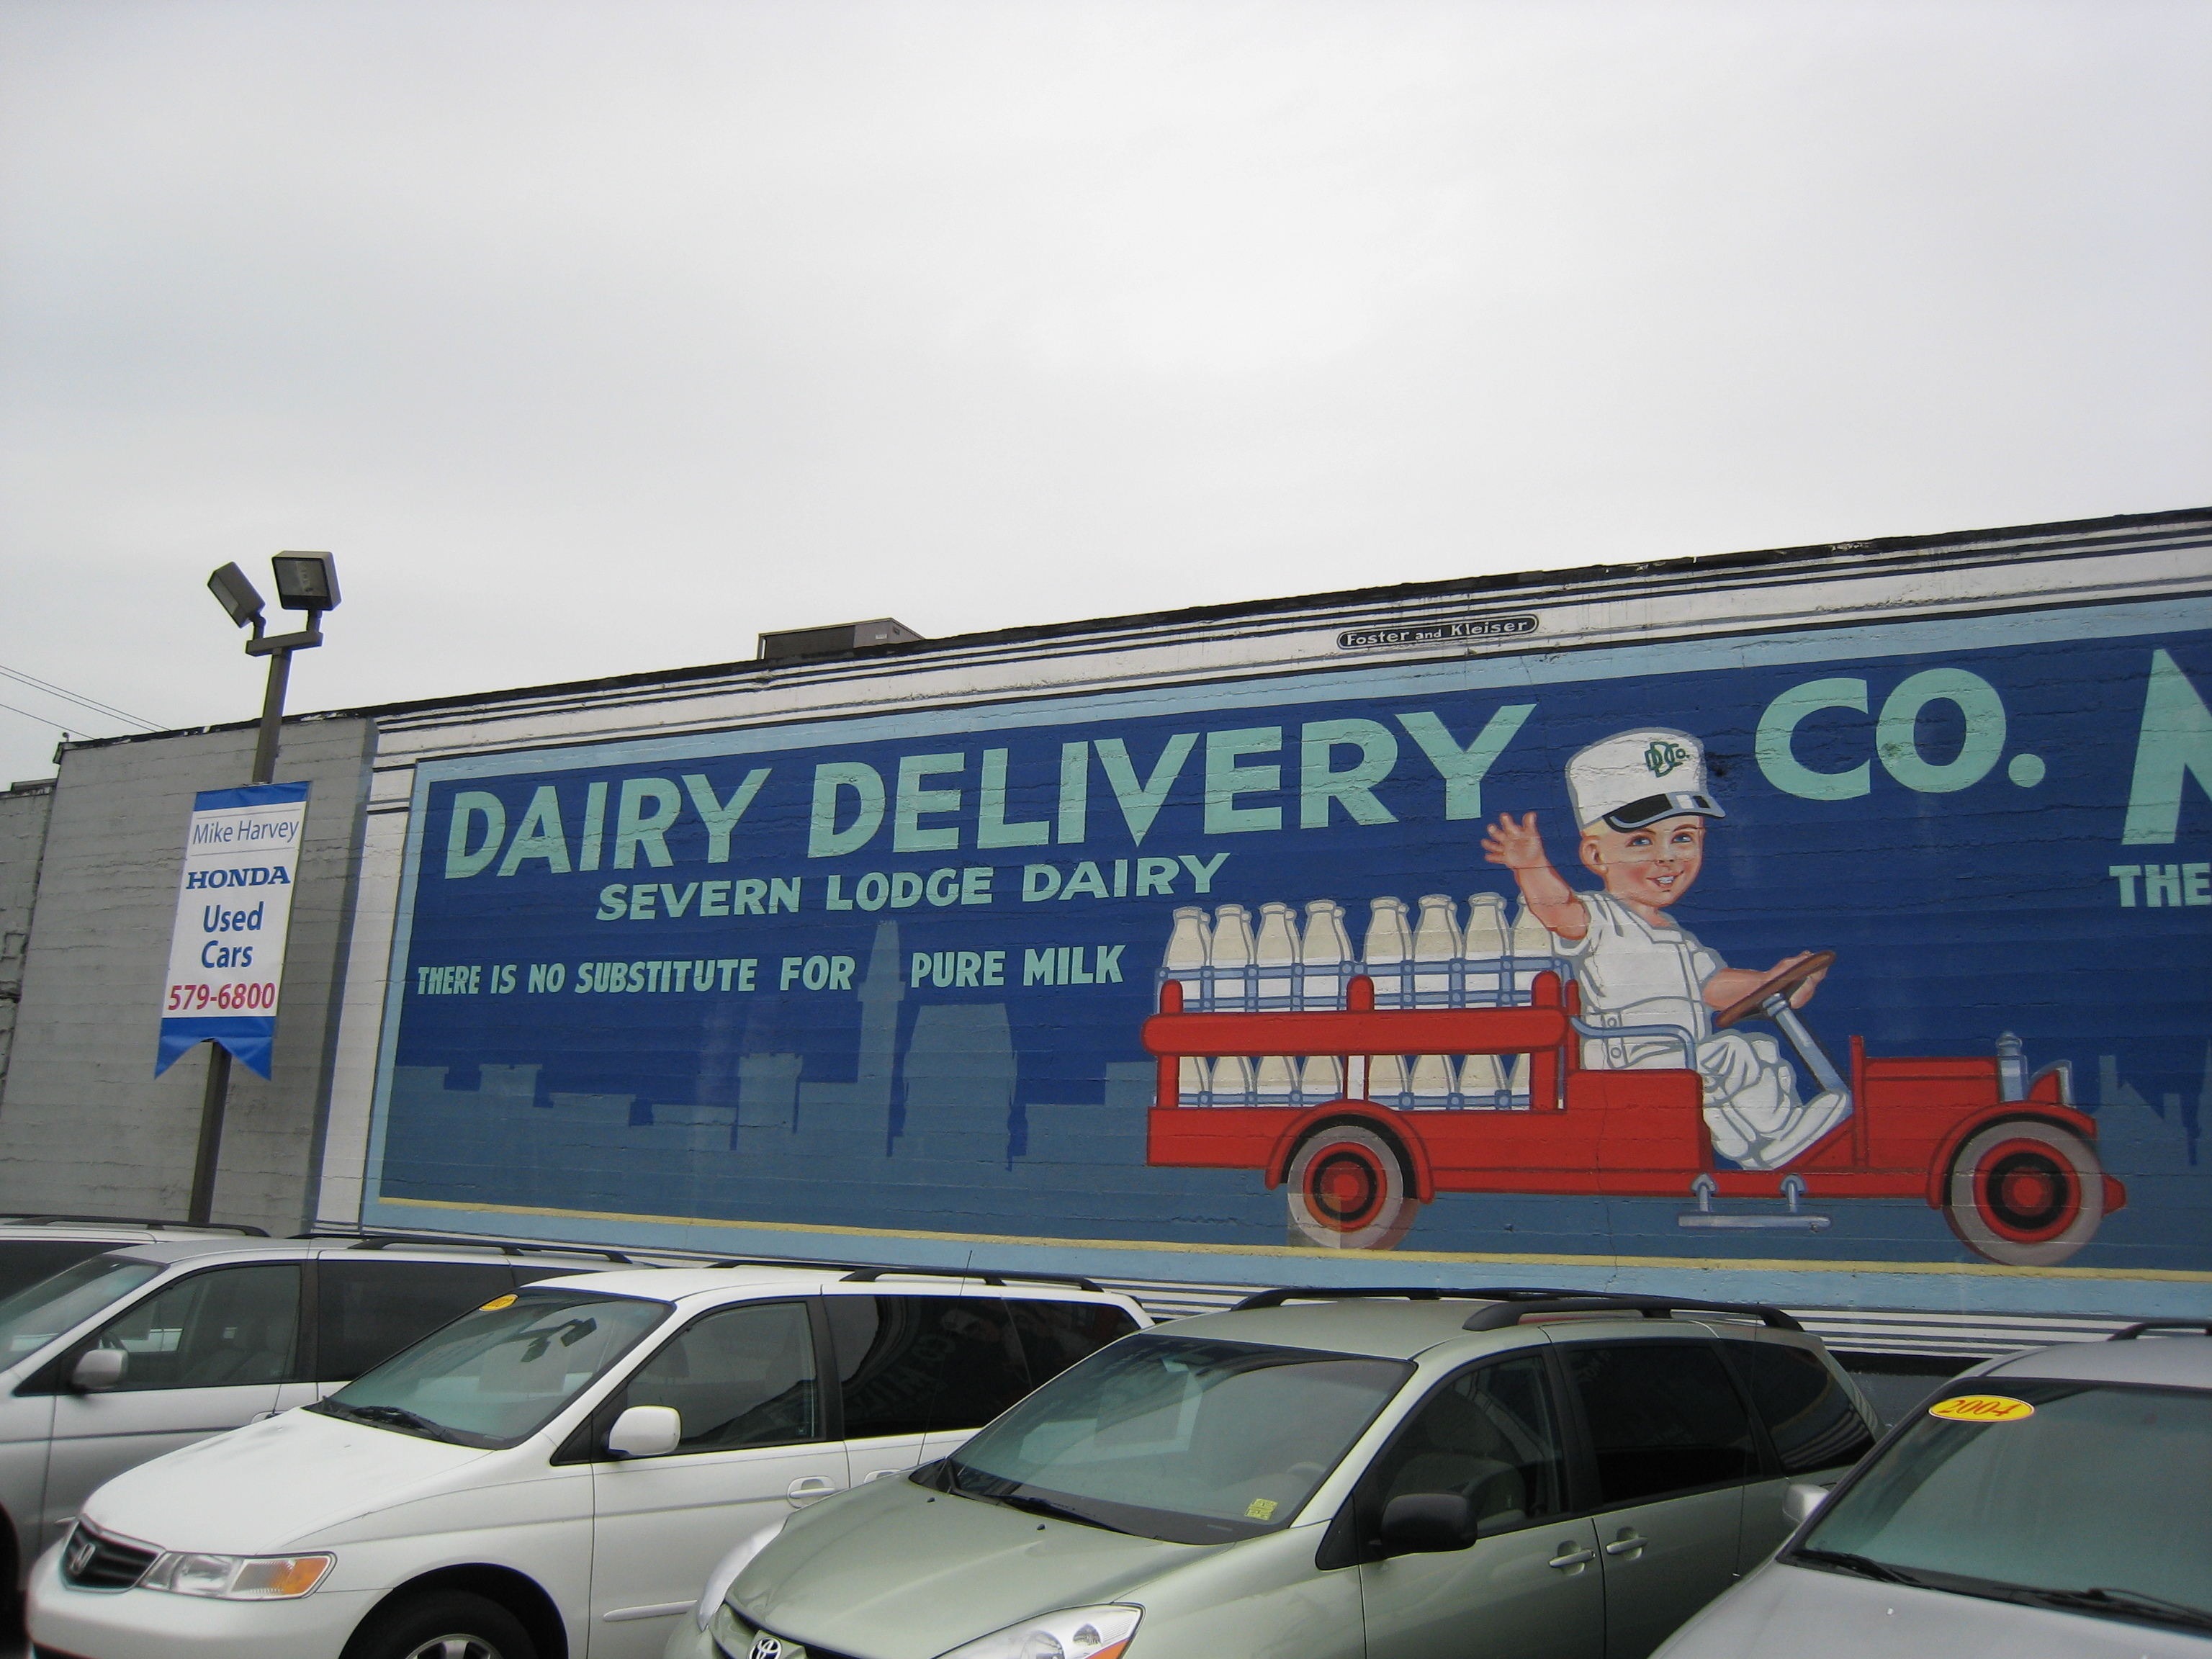 Foster and Kleiser
DAIRY DELIVERY CO.
DDCo.
SEVERN LODGE DAIRY
THERE IS NO SUBSTITUTE FOR PURE MILK
THE
Mike Harvey
HONDA
Used
Cars
579-6800
2004